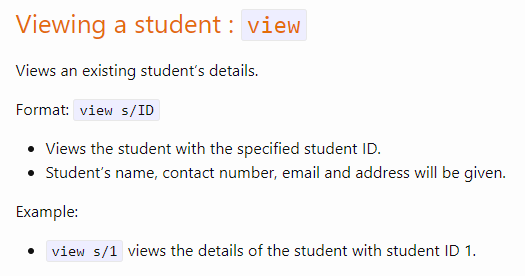 Viewing a student : view
Views an existing student's details.
Format: view s/ID
• Views the student with the specified student ID.
• Student's name, contact number, email and address will be given.
Example:
• view s/1 views the details of the student with student ID 1.